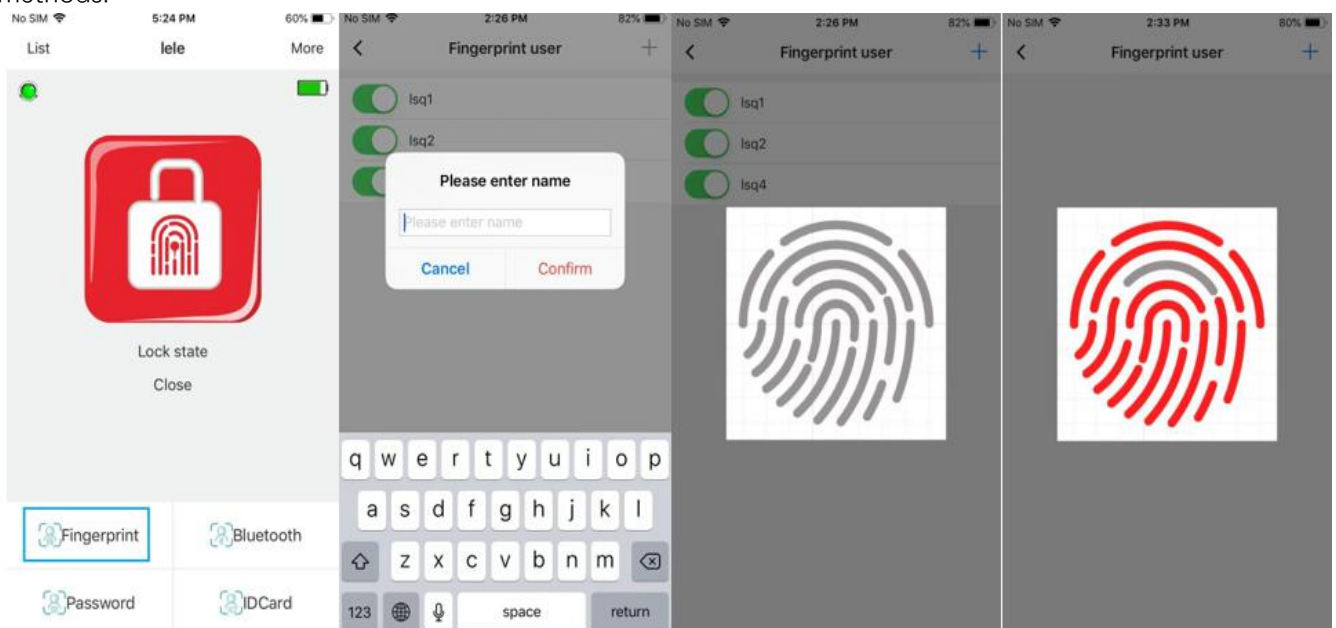 methods.
No SIM 5:24 PM 60%
List lele More
Lock state
Close
Fingerprint Bluetooth
Password IDCard
No SIM 2:26 PM 82%
Fingerprint user +
lsq1
lsq2
Please enter name
Please enter name
Cancel Confirm
q w e r t y u i o p
a s d f g h j k l
z x c v b n m
123 space return
No SIM 2:26 PM 82%
Fingerprint user +
lsq1
lsq2
lsq4
No SIM 2:33 PM 80%
Fingerprint user +